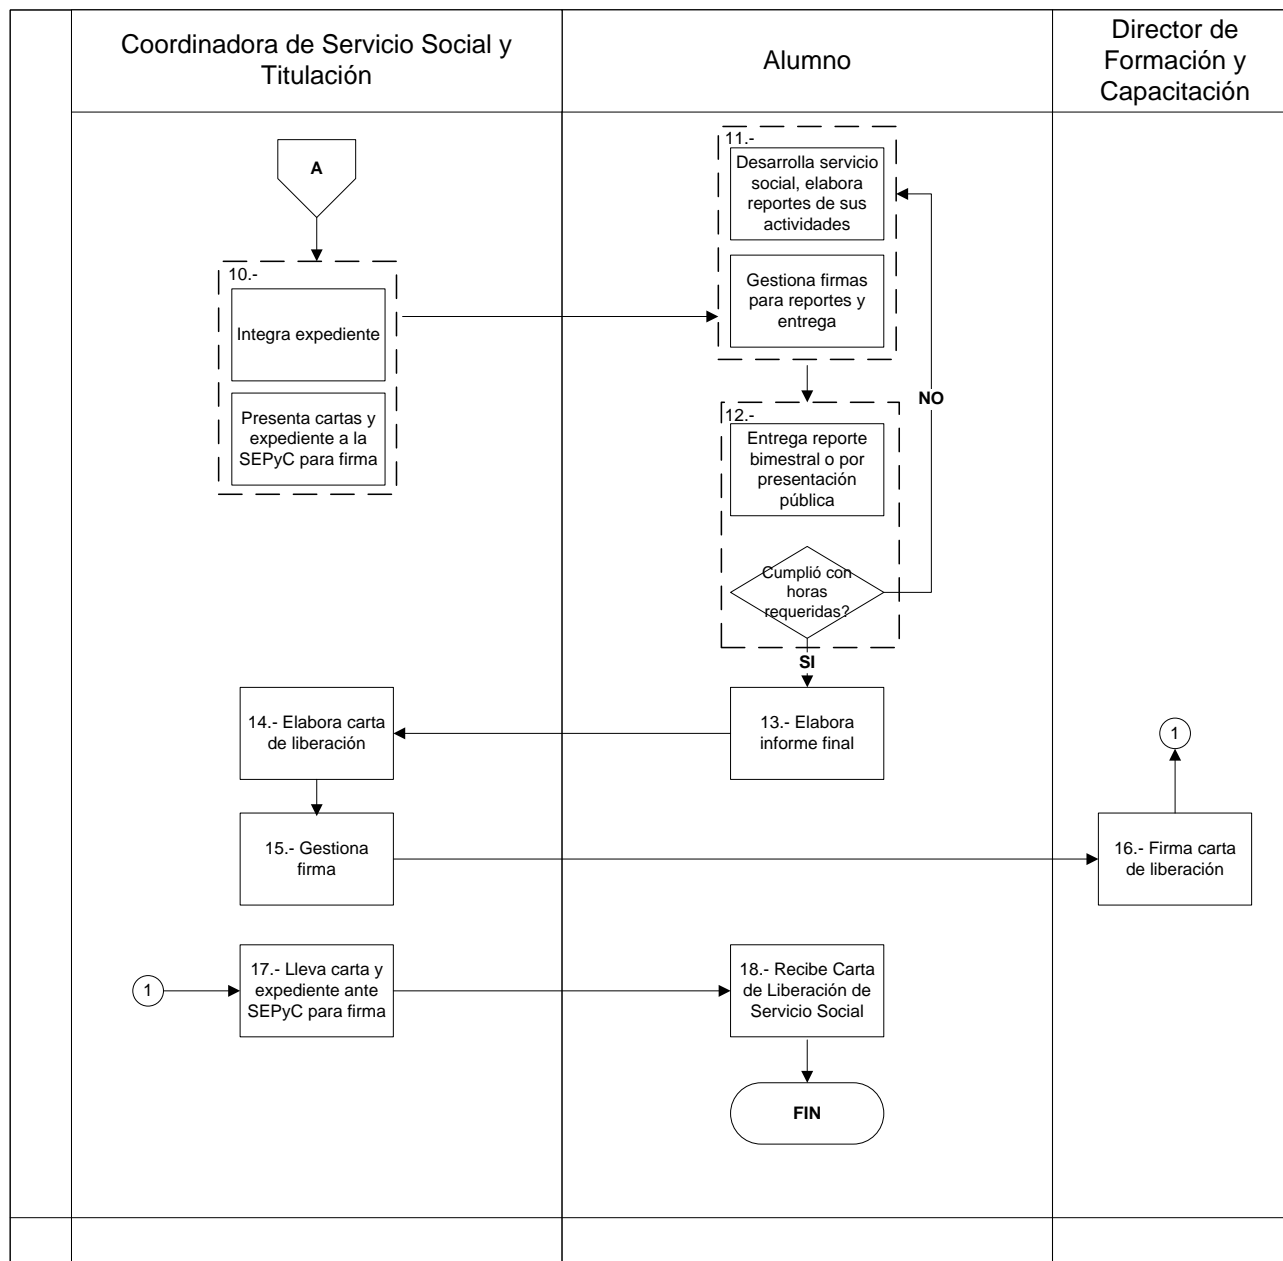 Coordinadora de Servicio Social y
Titulación
Alumno
Director de
Formación y
Capacitación
A
10.-
Integra expediente
Presenta cartas y
expediente a la
SEPyC para firma
11.-
Desarrolla servicio
social, elabora
reportes de sus
actividades
Gestiona firmas
para reportes y
entrega
NO
12.-
Entrega reporte
bimestral o por
presentación
pública
Cumplió con
horas
requeridas?
SI
13.- Elabora
informe final
14.- Elabora carta
de liberación
15.- Gestiona
firma
16.- Firma carta
de liberación
1
1
17.- Lleva carta y
expediente ante
SEPyC para firma
18.- Recibe Carta
de Liberación de
Servicio Social
FIN